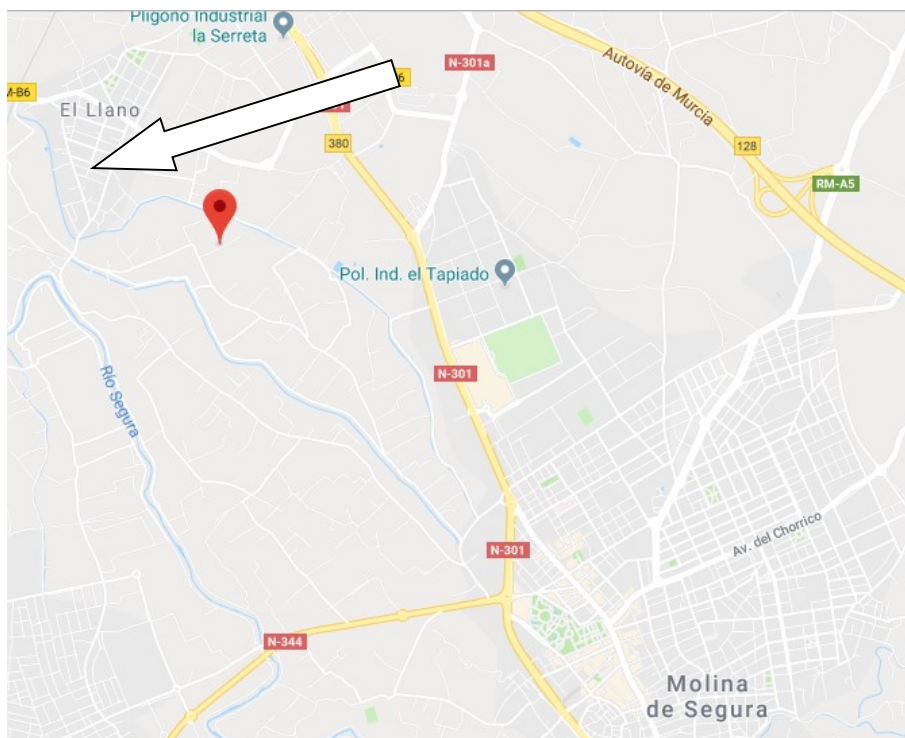 Plígono Industrial
la Serreta
N-301a
Autovía de Murcia
El Llano
380
128
RM-A5
Pol. Ind. el Tapiado
N-301
Río Segura
Av. del Chorrico
N-301
N-344
Molina
de Segura